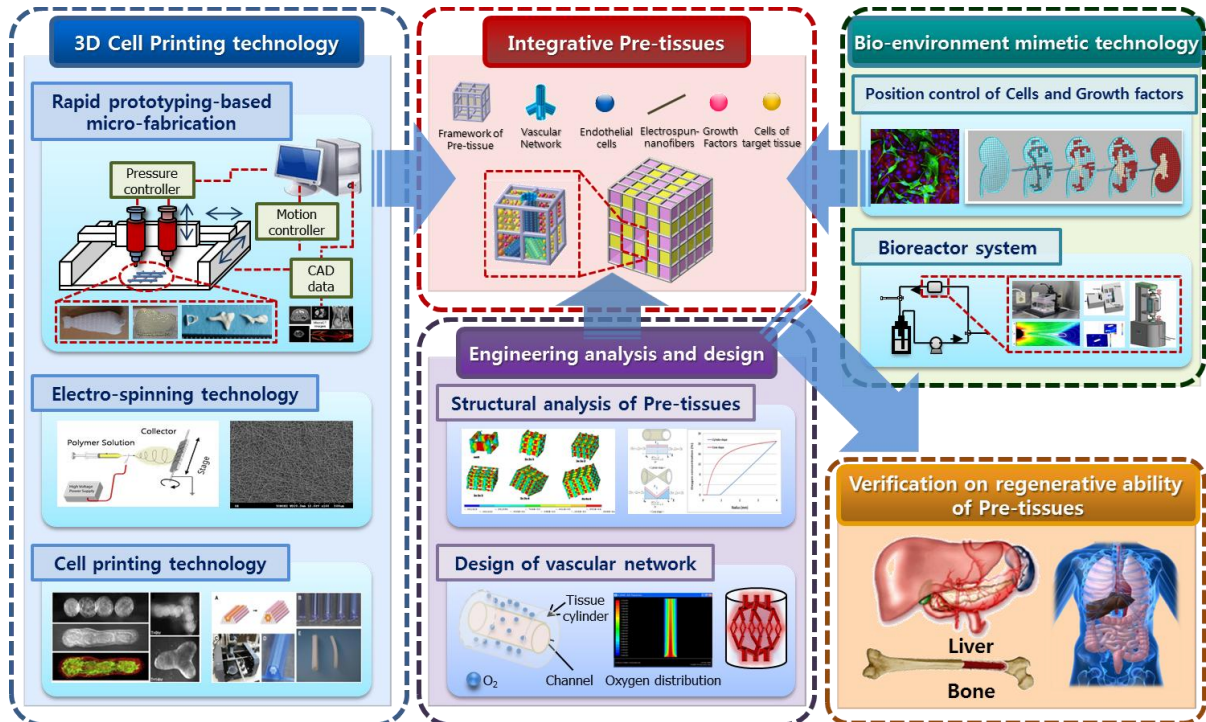 3D Cell Printing technology
Rapid prototyping-based
micro-fabrication
Pressure
controller
Motion
controller
CAD
data
Electro-spinning technology
Polymer Solution
Collector
Stage
High Voltage
Power Supply
Cell printing technology
A
B
C
D
E
Integrative Pre-tissues
Framework of
Pre-tissue
Vascular
Network
Endothelial
cells
Electrospun-
nanofibers
Growth
Factors
Cells of
target tissue
Engineering analysis and design
Structural analysis of Pre-tissues
Design of vascular network
Tissue
cylinder
O2
Channel
Oxygen distribution
Bio-environment mimetic technology
Position control of Cells and Growth factors
Bioreactor system
Verification on regenerative ability
of Pre-tissues
Liver
Bone